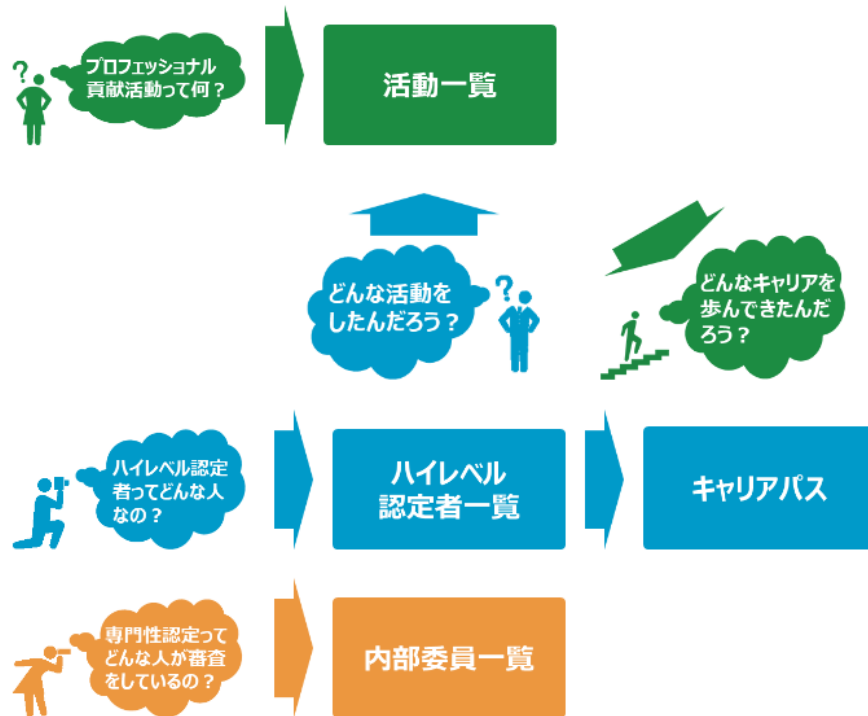 ?
プロフェッショナル
貢献活動って何？
活動一覧
どんな活動を
したんだろう？
?
どんなキャリアを
歩んできたんだ
ろう？
ハイレベル認定
者ってどんな人
なの？
ハイレベル
認定者一覧
キャリアパス
専門性認定って
どんな人が審査
をしているの？
内部委員一覧